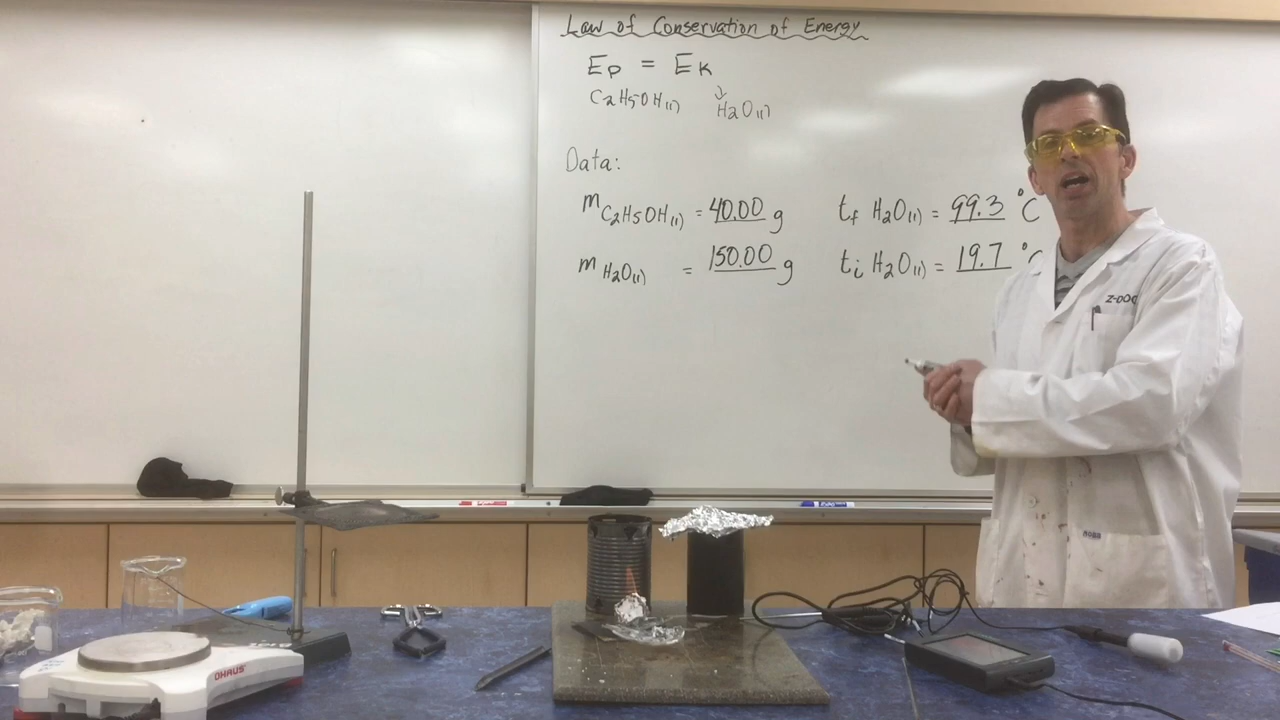 Law of Conservation of Energy
Ep = EK
C2H5OH(l) H2O(l)
Data:
mC2H5OH(l) = 40.00 g tf H2O(l) = 99.3 °C
mH2O(l) = 150.00 g ti H2O(l) = 19.7 °C
Z-DOG
OHAUS